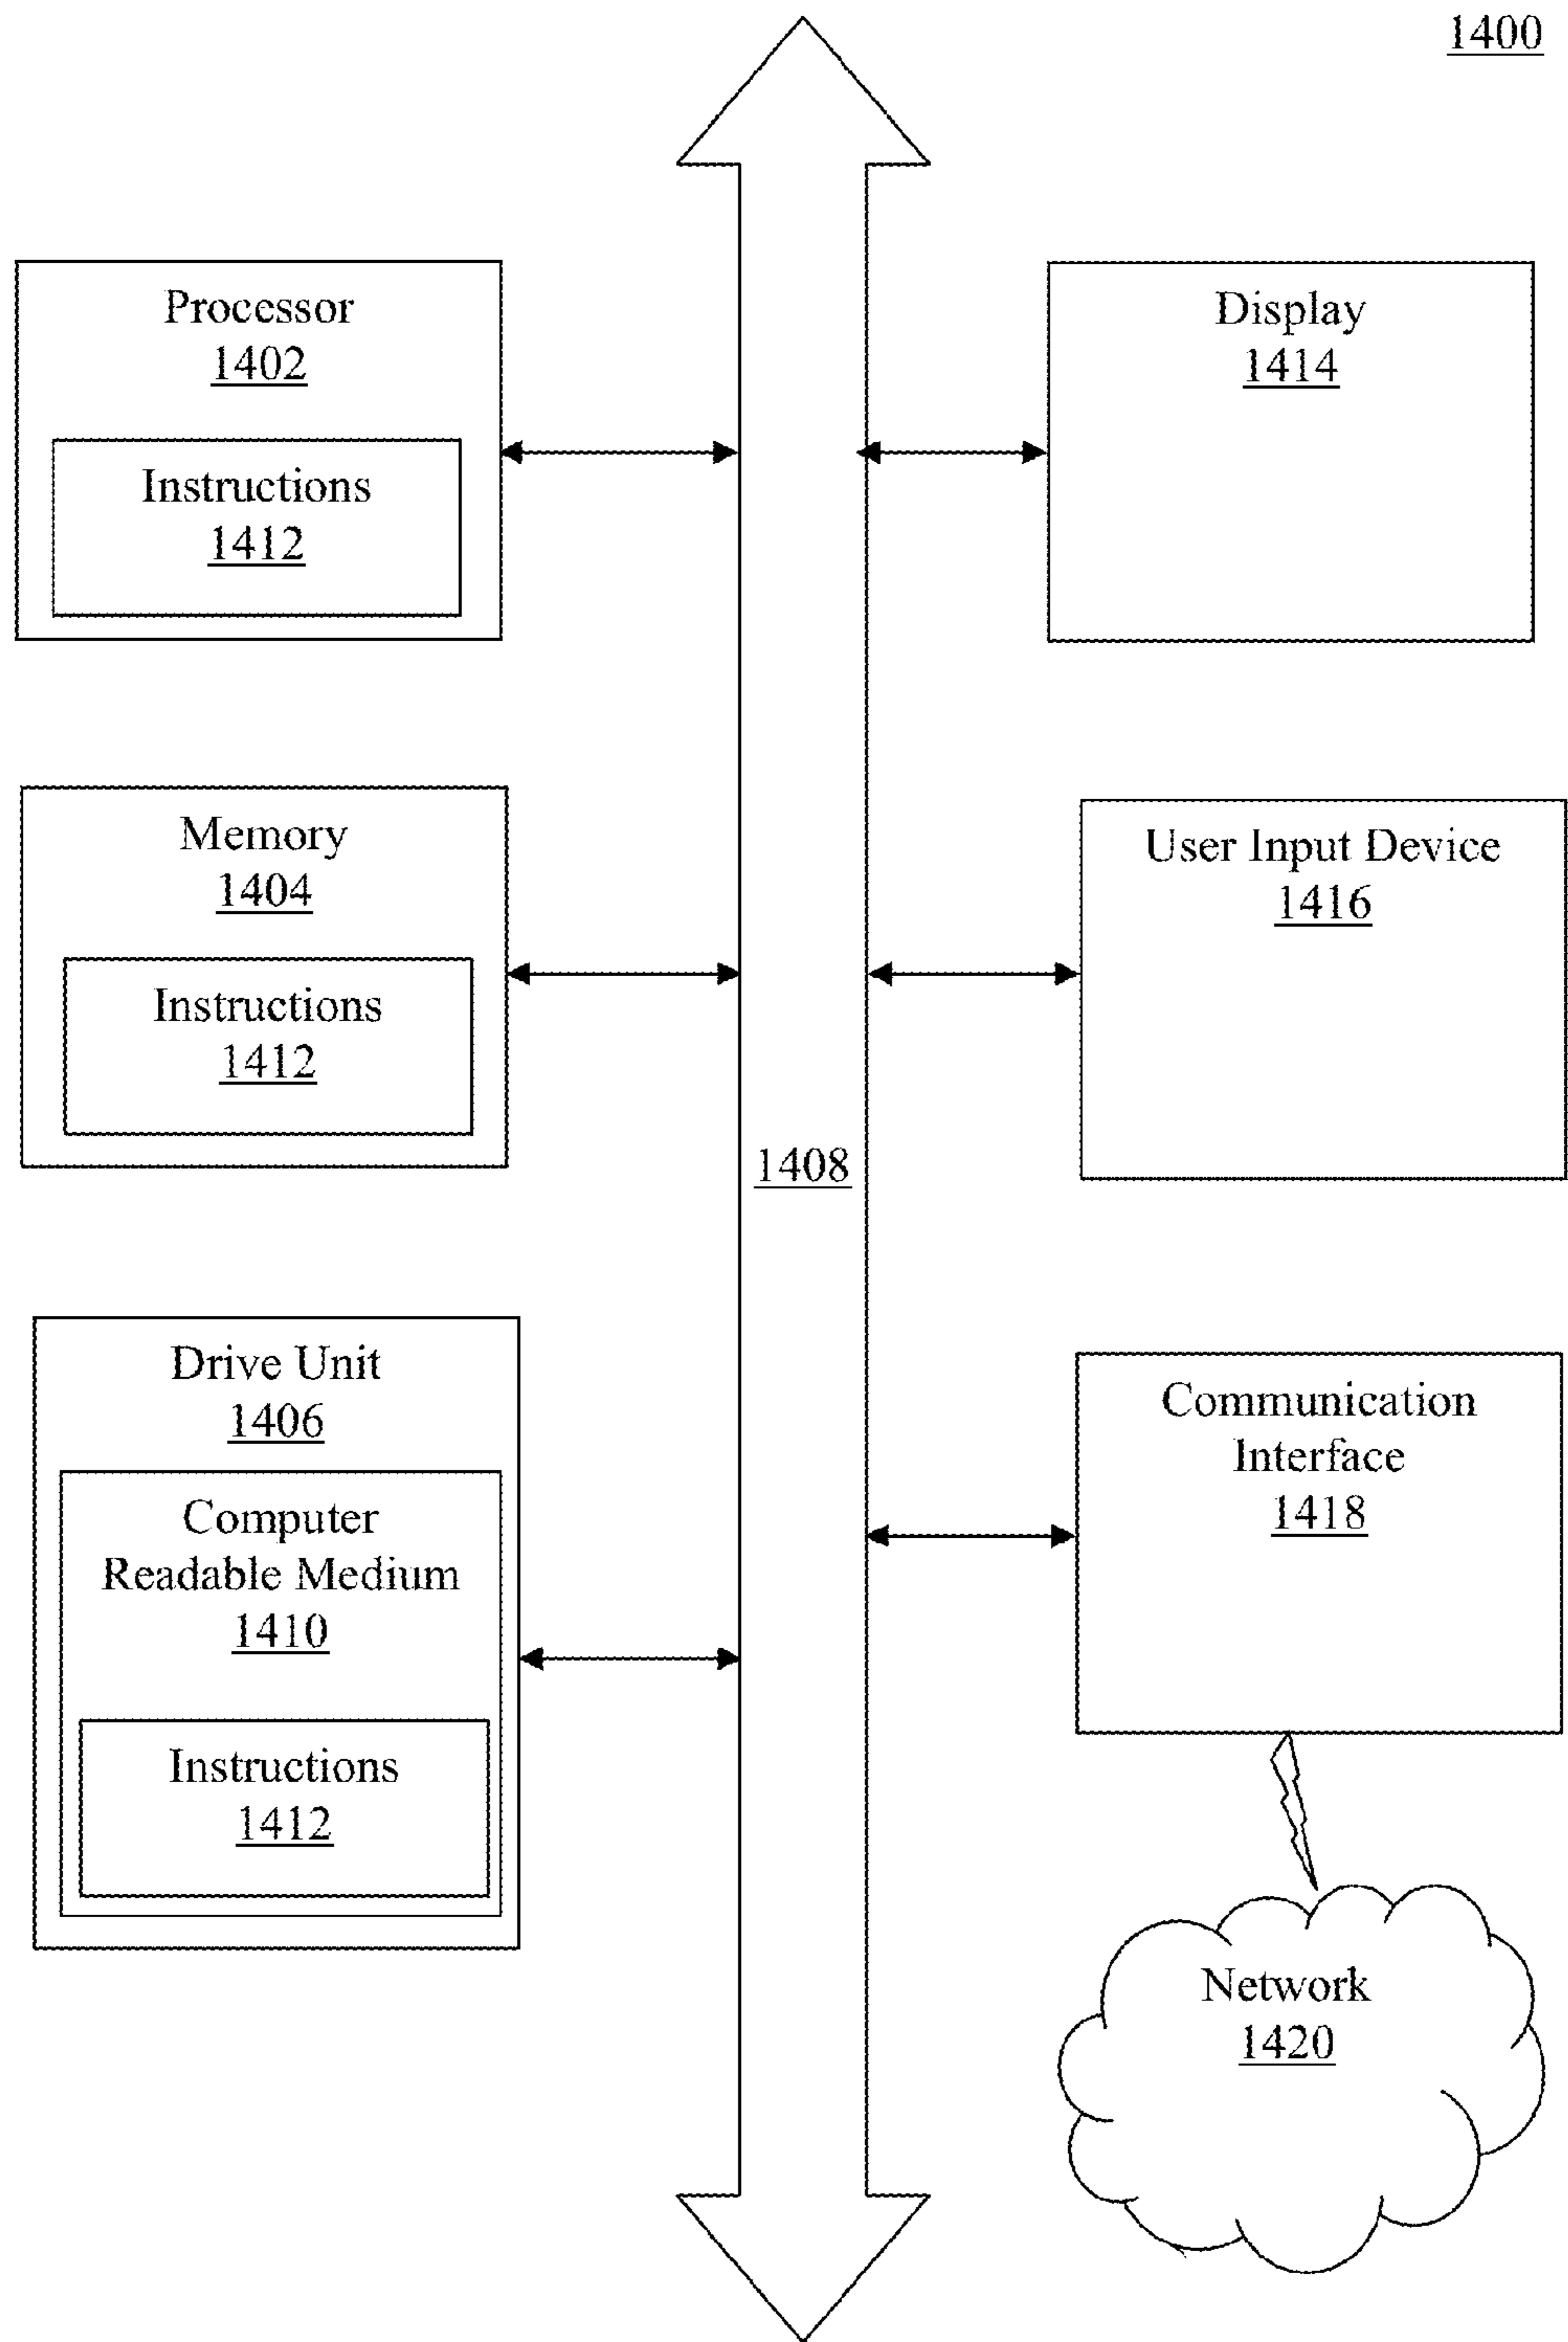 1400
Processor
1402
Instructions
1412
Display
1414
Memory
1404
Instructions
1412
User Input Device
1416
1408
Drive Unit
1406
Computer
Readable Medium
1410
Instructions
1412
Communication
Interface
1418
Network
1420